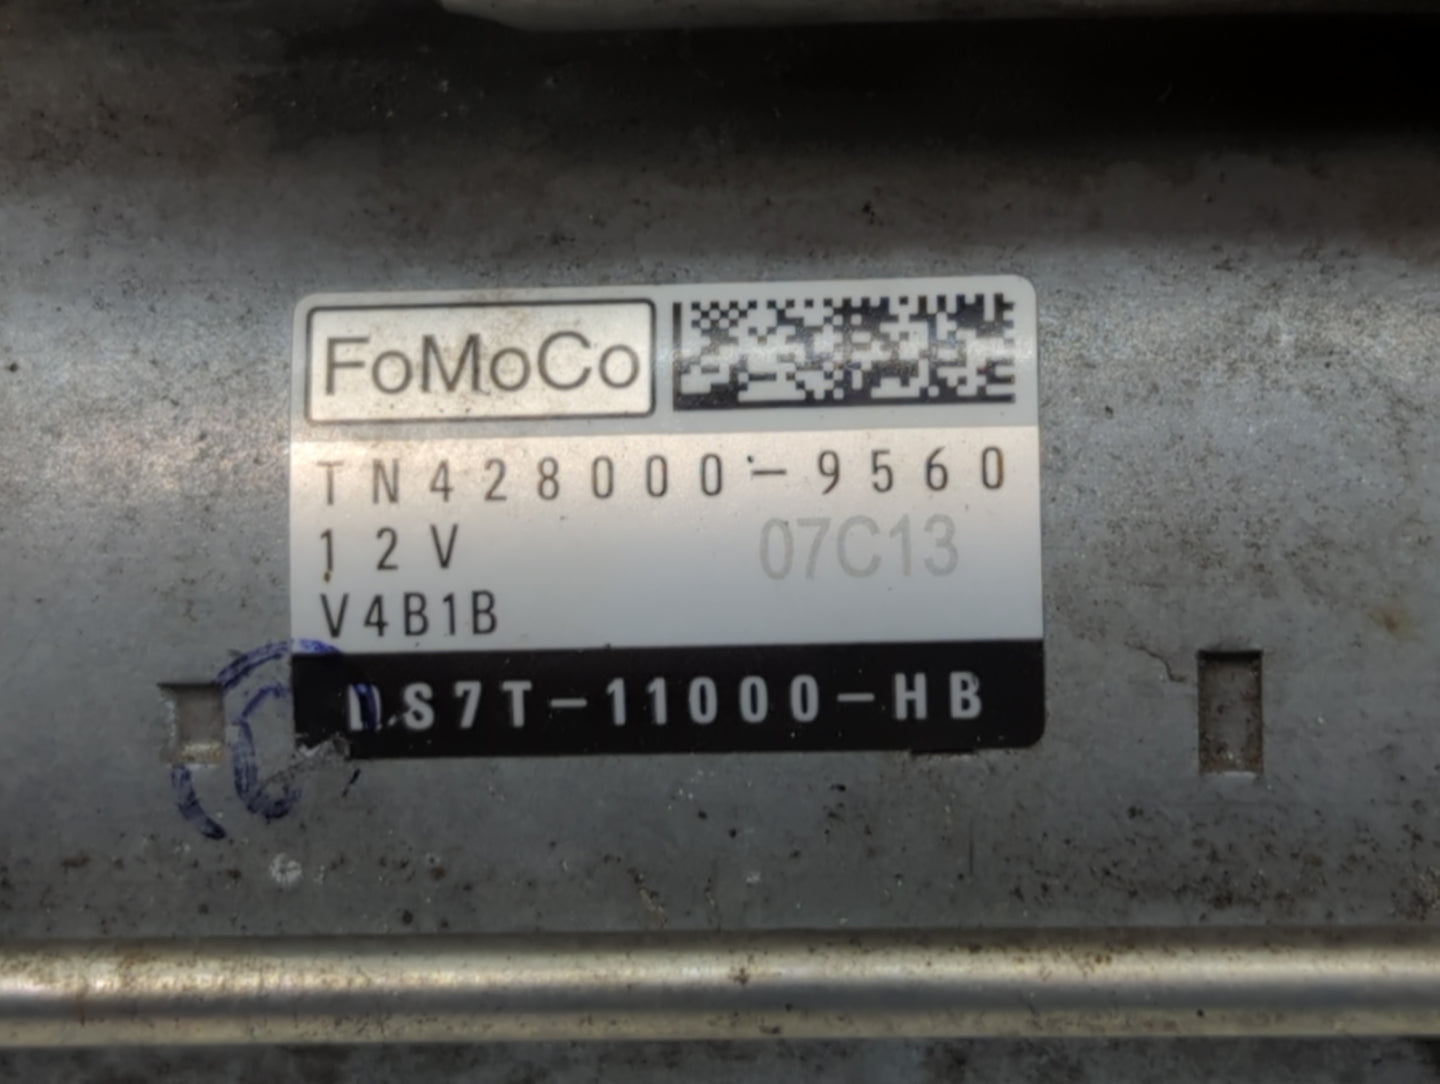 FoMoCo
TN428000-9560
12V 07C13
V4B1B
DS7T-11000-HB